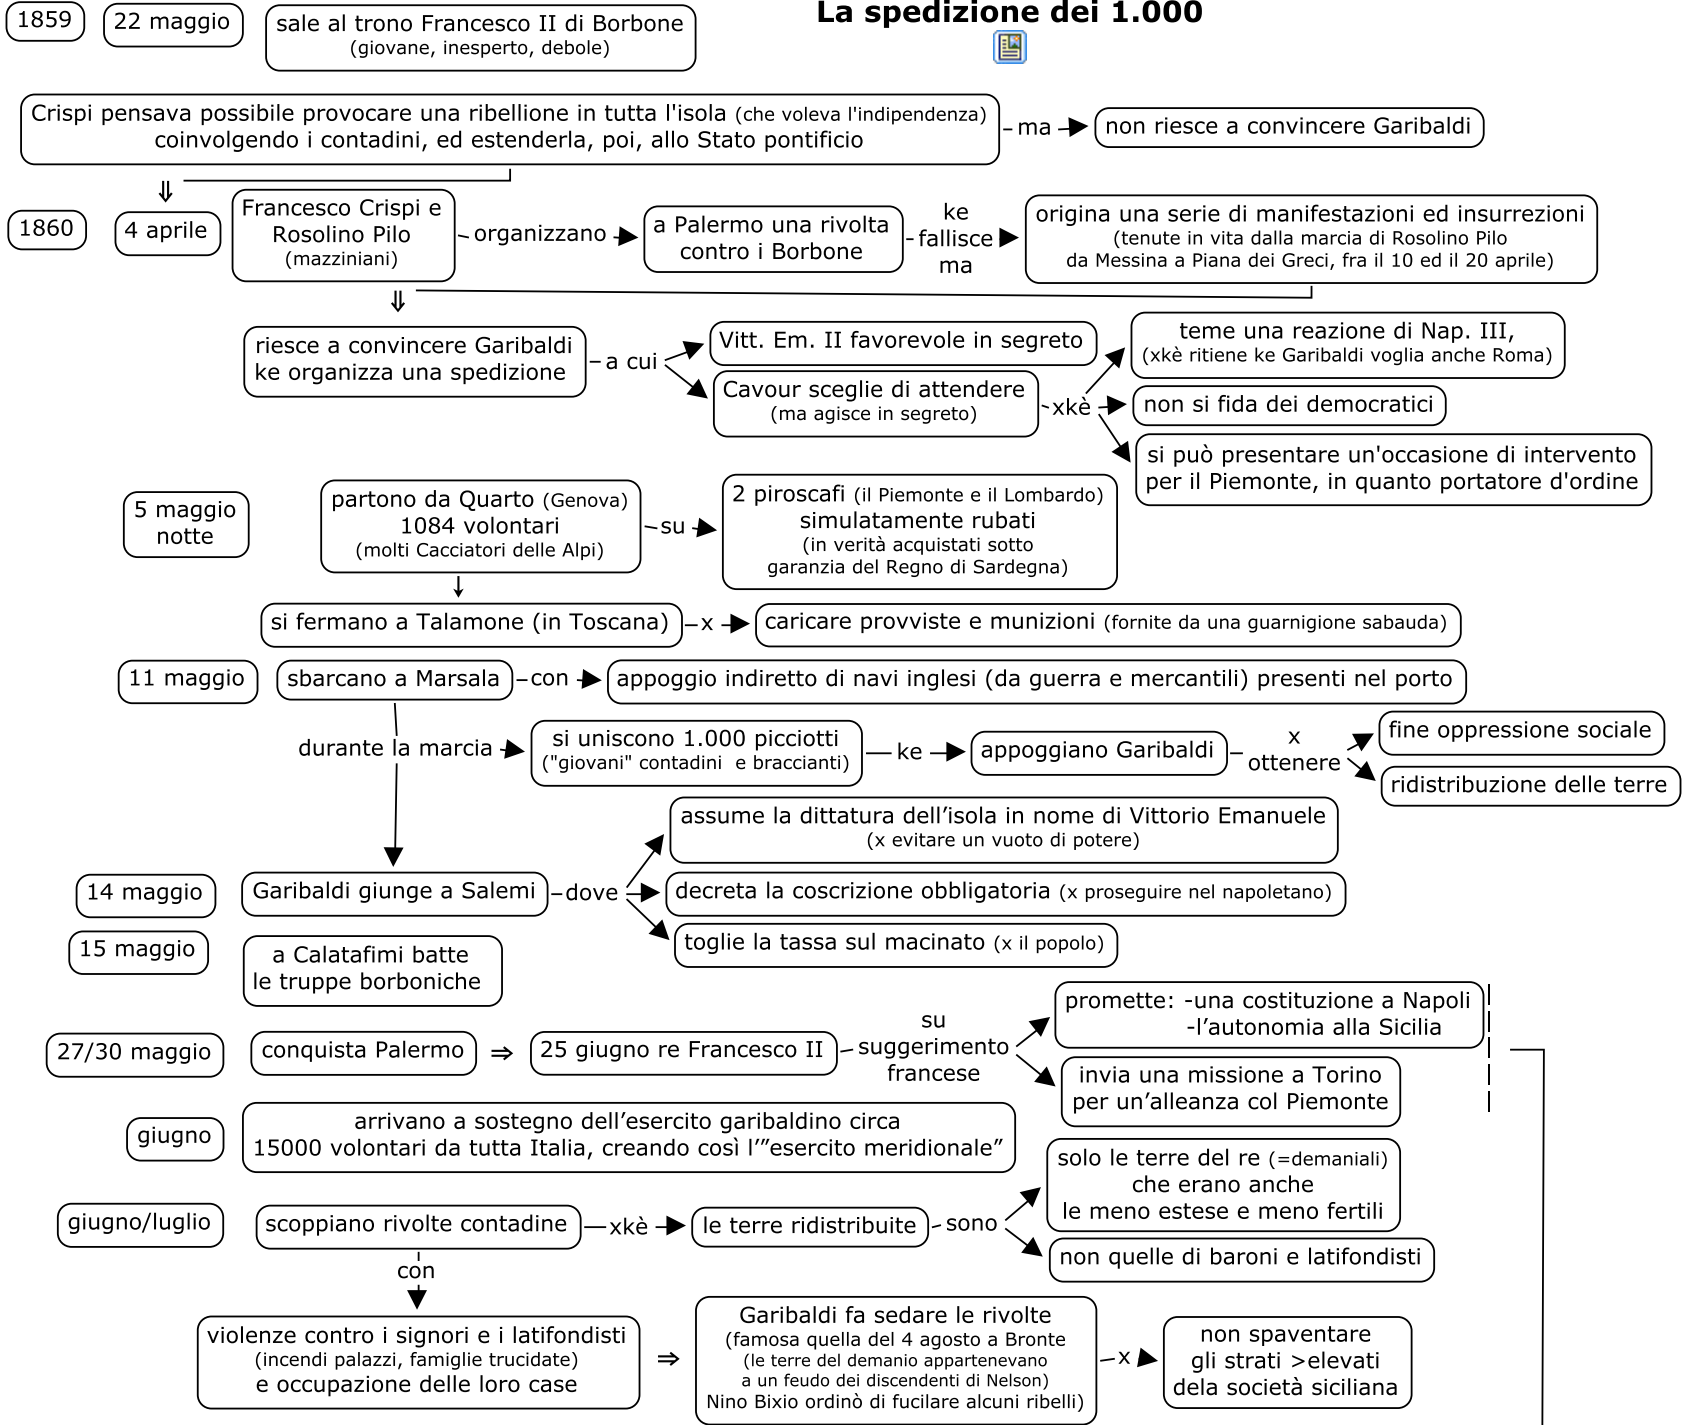 La spedizione dei 1.000
1859
22 maggio
sale al trono Francesco II di Borbone
(giovane, inesperto, debole)
Crispi pensava possibile provocare una ribellione in tutta l'isola (che voleva l'indipendenza)
coinvolgendo i contadini, ed estenderla, poi, allo Stato pontificio
ma
non riesce a convincere Garibaldi
⇓
1860
4 aprile
Francesco Crispi e
Rosolino Pilo
(mazziniani)
organizzano
a Palermo una rivolta
contro i Borbone
ke
fallisce
ma
origina una serie di manifestazioni ed insurrezioni
(tenute in vita dalla marcia di Rosolino Pilo
da Messina a Piana dei Greci, fra il 10 ed il 20 aprile)
⇓
riesce a convincere Garibaldi
ke organizza una spedizione
a cui
Vitt. Em. II favorevole in segreto
Cavour sceglie di attendere
(ma agisce in segreto)
xkè
teme una reazione di Nap. III,
(xkè ritiene ke Garibaldi voglia anche Roma)
non si fida dei democratici
si può presentare un'occasione di intervento
per il Piemonte, in quanto portatore d'ordine
5 maggio
notte
partono da Quarto (Genova)
1084 volontari
(molti Cacciatori delle Alpi)
su
2 piroscafi (il Piemonte e il Lombardo)
simulatamente rubati
(in verità acquistati sotto
garanzia del Regno di Sardegna)
si fermano a Talamone (in Toscana)
x
caricare provviste e munizioni (fornite da una guarnigione sabauda)
11 maggio
sbarcano a Marsala
con
appoggio indiretto di navi inglesi (da guerra e mercantili) presenti nel porto
durante la marcia
si uniscono 1.000 picciotti
("giovani" contadini e braccianti)
ke
appoggiano Garibaldi
x
ottenere
fine oppressione sociale
ridistribuzione delle terre
14 maggio
Garibaldi giunge a Salemi
dove
assume la dittatura dell’isola in nome di Vittorio Emanuele
(x evitare un vuoto di potere)
decreta la coscrizione obbligatoria (x proseguire nel napoletano)
toglie la tassa sul macinato (x il popolo)
15 maggio
a Calatafimi batte
le truppe borboniche
27/30 maggio
conquista Palermo
⇒
25 giugno re Francesco II
su
suggerimento
francese
promette: -una costituzione a Napoli
-l’autonomia alla Sicilia
invia una missione a Torino
per un’alleanza col Piemonte
giugno
arrivano a sostegno dell’esercito garibaldino circa
15000 volontari da tutta Italia, creando così l’”esercito meridionale”
giugno/luglio
scoppiano rivolte contadine
xkè
le terre ridistribuite
sono
solo le terre del re (=demaniali)
che erano anche
le meno estese e meno fertili
non quelle di baroni e latifondisti
con
violenze contro i signori e i latifondisti
(incendi palazzi, famiglie trucidate)
e occupazione delle loro case
⇒
Garibaldi fa sedare le rivolte
(famosa quella del 4 agosto a Bronte
(le terre del demanio appartenevano
a un feudo dei discendenti di Nelson)
Nino Bixio ordinò di fucilare alcuni ribelli)
x
non spaventare
gli strati >elevati
dela società siciliana